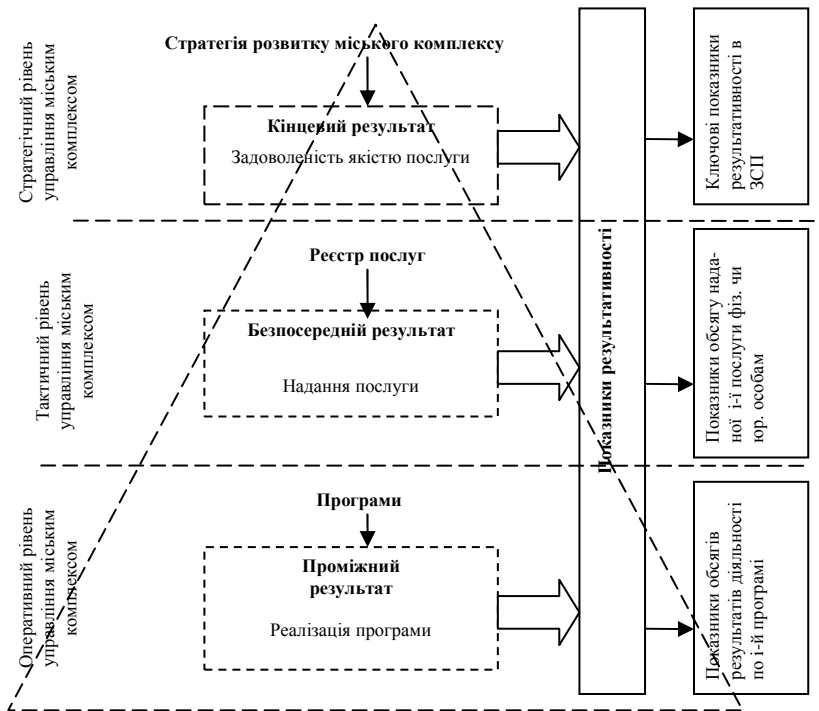 Стратегічний рівень
управління міським
комплексом
Стратегія розвитку міського комплексу
Кінцевий результат
Задоволеність якістю послуги
Ключові показники
результативності в
ЗСП
Тактичний рівень
управління міським
комплексом
Реєстр послуг
Безпосередній результат
Надання послуги
Показники результативності
Показники обсягу нада-
ної і-ї послуги фіз. чи
юр. особам
Оперативний рівень
управління міським
комплексом
Програми
Проміжний
результат
Реалізація програми
Показники обсягів
результатів діяльності
по і-й програмі